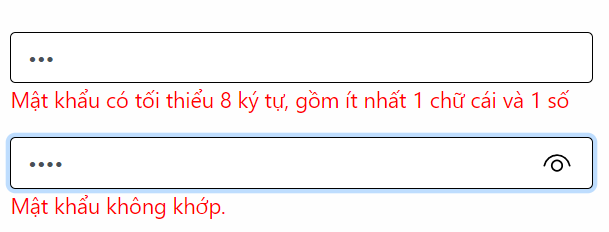 Mật khẩu có tối thiểu 8 ký tự, gồm ít nhất 1 chữ cái và 1 số
Mật khẩu không khớp.